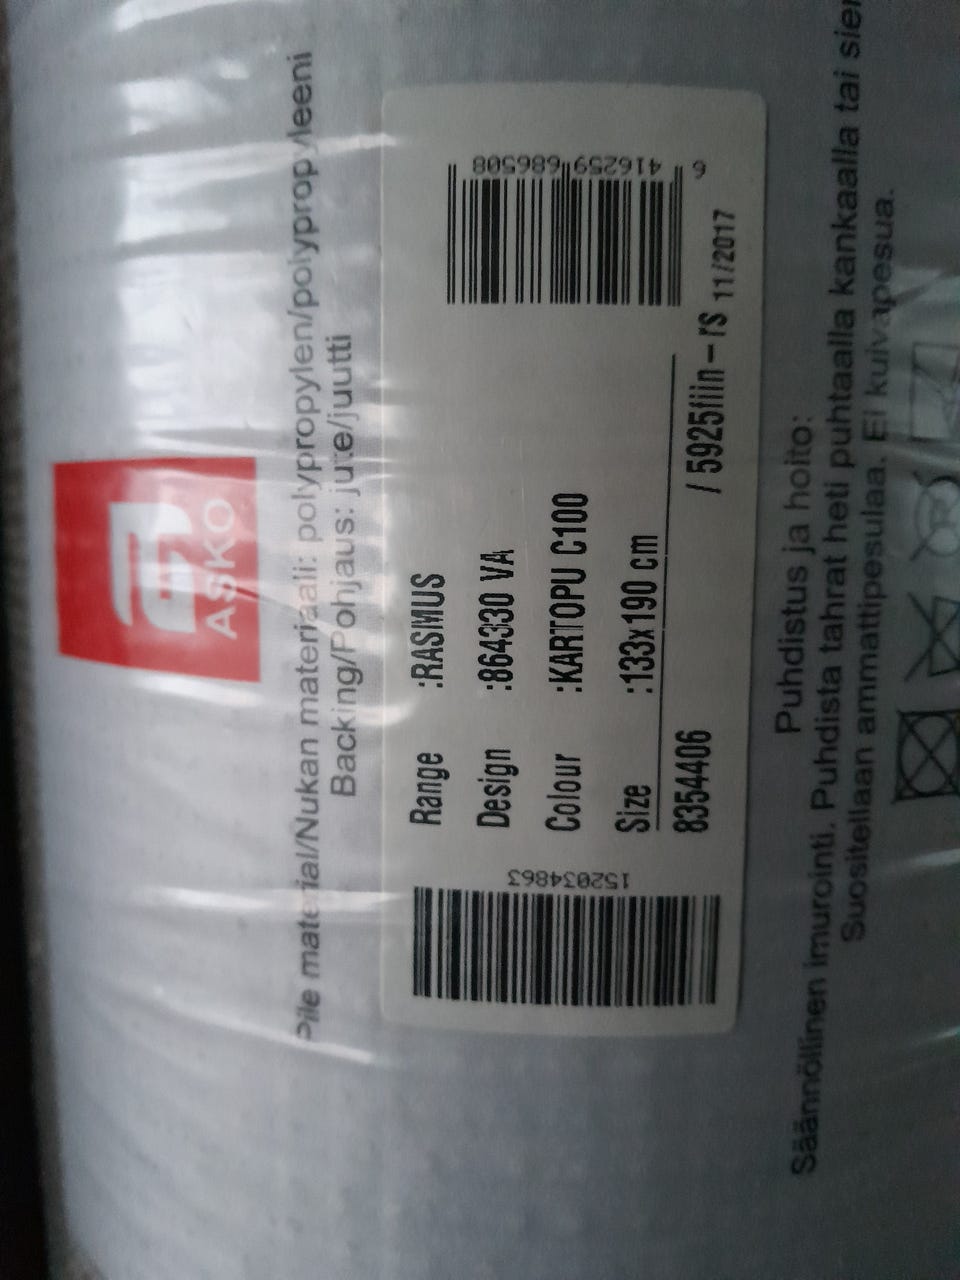 ASKO
Pile material/Nukan materiaali: polypropylen/polypropyleeni
Backing/Pohjaus: jute/juutti
Range :RASMUS
Design :864330 VA
Colour :KARTOPU C100
Size :133x190 cm
8354406 / 5925fiin-rS 11/2017
152034863
6 416259 686508
Puhdistus ja hoito:
Säännöllinen imurointi. Puhdista tahrat heti puhtaalla kankaalla tai
Suositellaan ammattipesulaa. Ei kuivapesua.